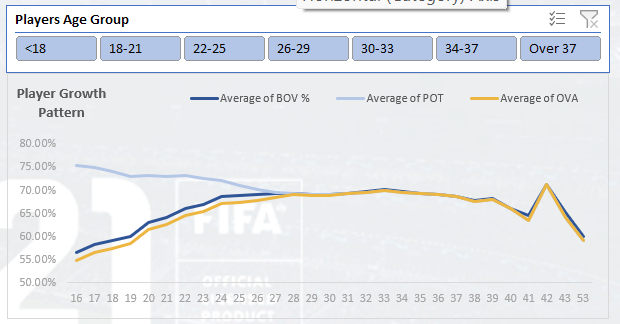 Horizontal (Category) Axis
Players Age Group
<18 18-21 22-25 26-29 30-33 34-37 Over 37
Player Growth
Pattern
Average of BOV % Average of POT Average of OVA
80.00%
75.00%
70.00%
65.00%
60.00%
55.00%
50.00%
16 17 18 19 20 21 22 23 24 25 26 27 28 29 30 31 32 33 34 35 36 37 38 39 40 41 42 43 53
21
FIFA
OFFICIAL
LICENSED
PRODUCT